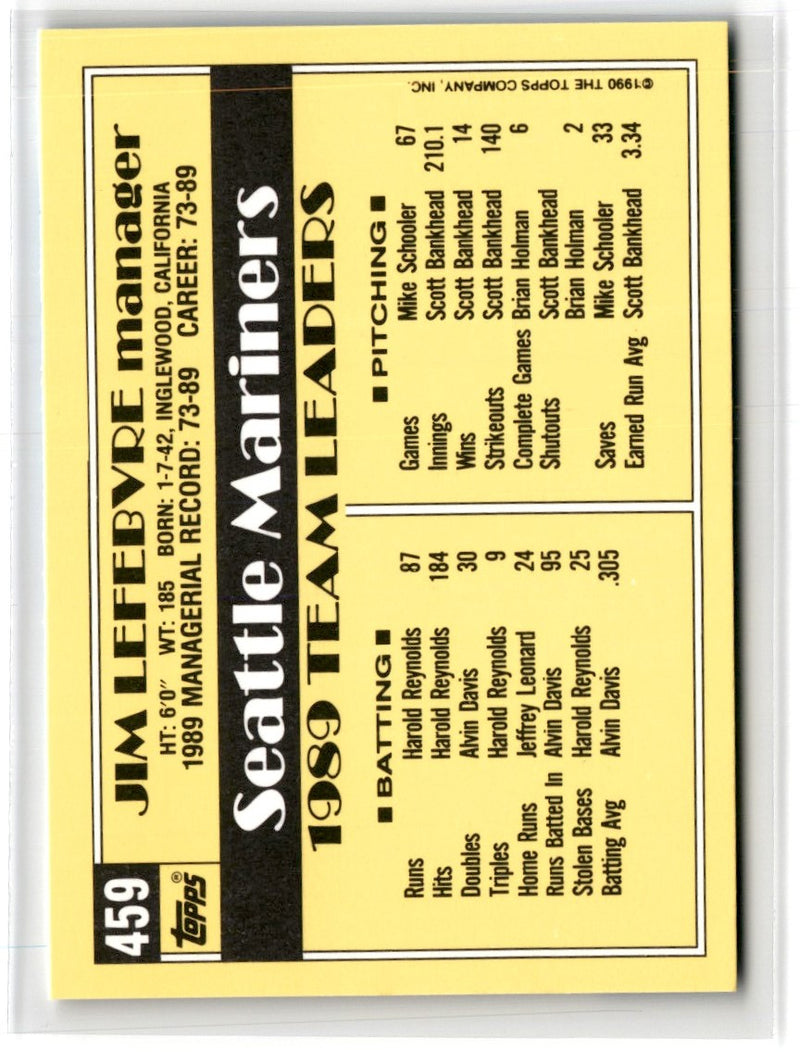 459
topps®
JIM LEFEBVRE manager
HT: 6'0" WT: 185 BORN: 1-7-42, INGLEWOOD, CALIFORNIA
1989 MANAGERIAL RECORD: 73-89 CAREER: 73-89
Seattle Mariners
1989 TEAM LEADERS
■ BATTING ■
Runs Harold Reynolds 87
Hits Harold Reynolds 184
Doubles Alvin Davis 30
Triples Harold Reynolds 9
Home Runs Jeffrey Leonard 24
Runs Batted In Alvin Davis 95
Stolen Bases Harold Reynolds 25
Batting Avg Alvin Davis .305
■ PITCHING ■
Games Mike Schooler 67
Innings Scott Bankhead 210.1
Wins Scott Bankhead 14
Strikeouts Scott Bankhead 140
Complete Games Brian Holman 6
Shutouts Scott Bankhead
Brian Holman 2
Saves Mike Schooler 33
Earned Run Avg Scott Bankhead 3.34
©1990 THE TOPPS COMPANY, INC.